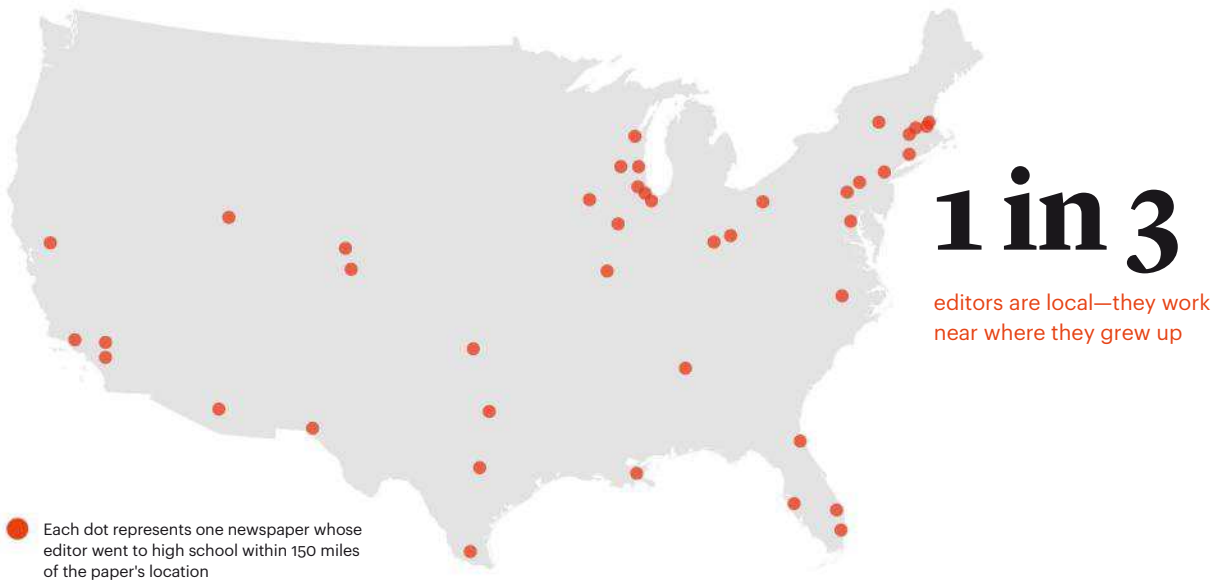 1 in 3
editors are local—they work
near where they grew up
Each dot represents one newspaper whose
editor went to high school within 150 miles
of the paper's location